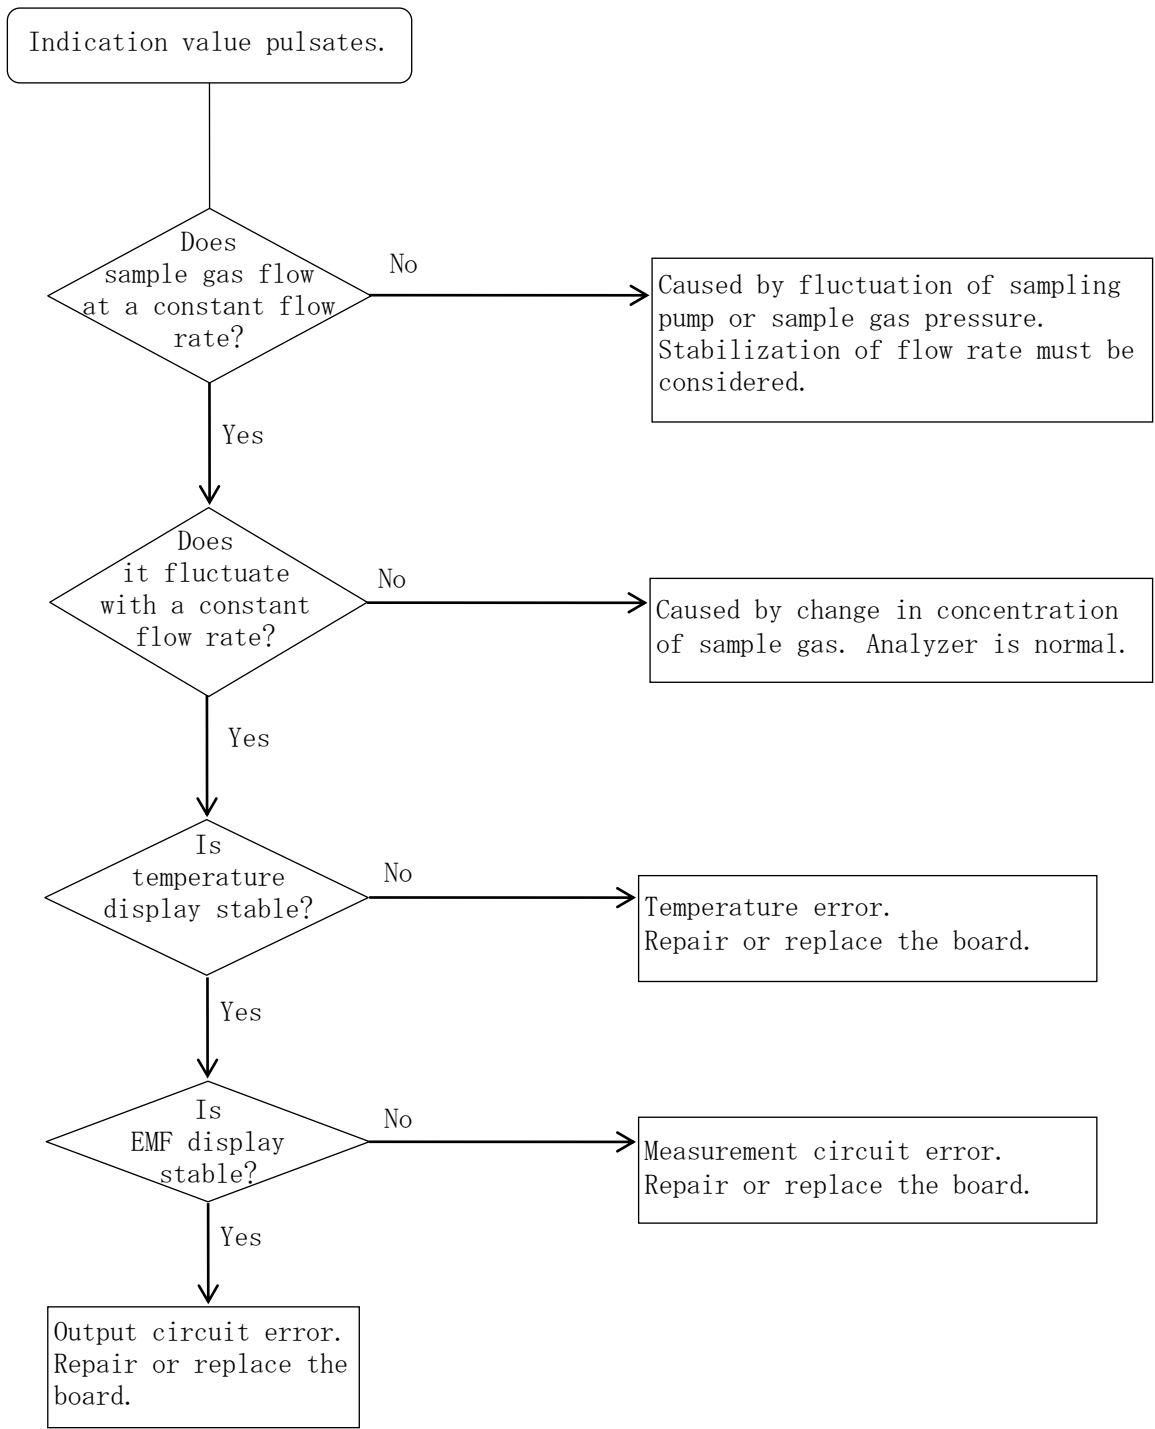 Indication value pulsates.
Does
sample gas flow
at a constant flow
rate?
No
Caused by fluctuation of sampling
pump or sample gas pressure.
Stabilization of flow rate must be
considered.
Yes
Does
it fluctuate
with a constant
flow rate?
No
Caused by change in concentration
of sample gas. Analyzer is normal.
Yes
Is
temperature
display stable?
No
Temperature error.
Repair or replace the board.
Yes
Is
EMF display
stable?
No
Measurement circuit error.
Repair or replace the board.
Yes
Output circuit error.
Repair or replace the
board.